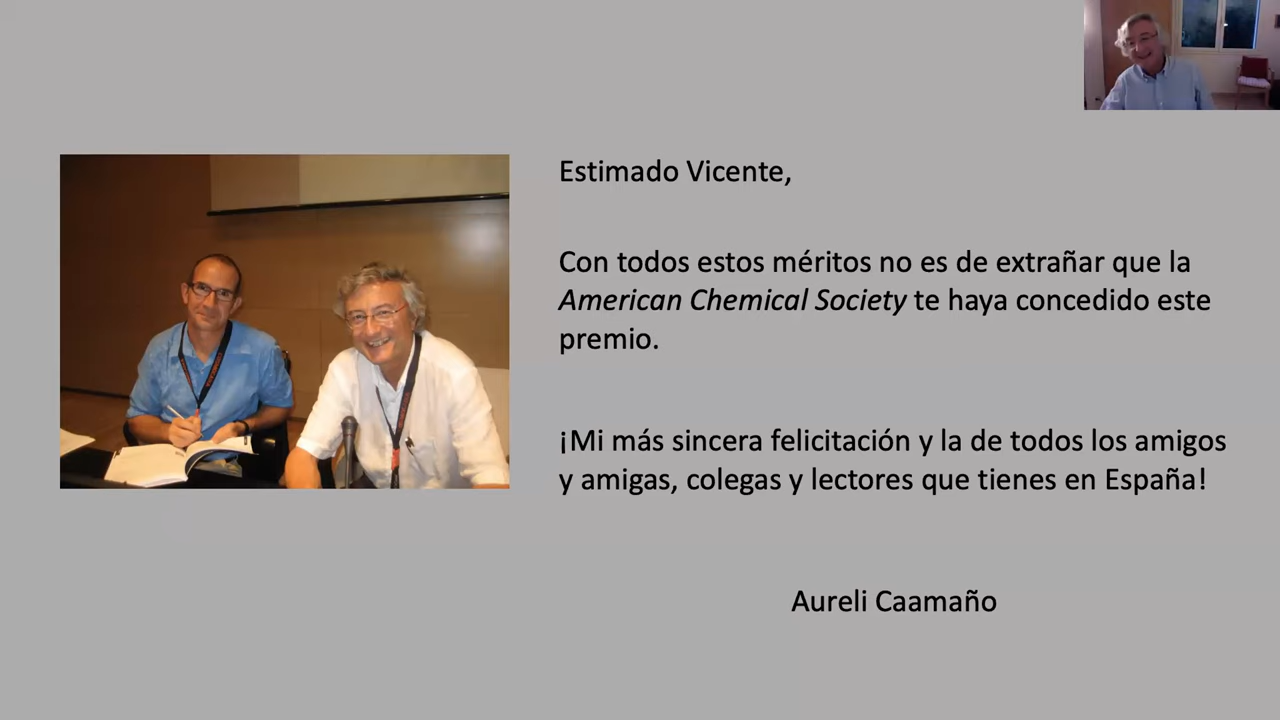 Estimado Vicente,
Con todos estos méritos no es de extrañar que la
American Chemical Society te haya concedido este
premio.
¡Mi más sincera felicitación y la de todos los amigos
y amigas, colegas y lectores que tienes en España!
Aureli Caamaño